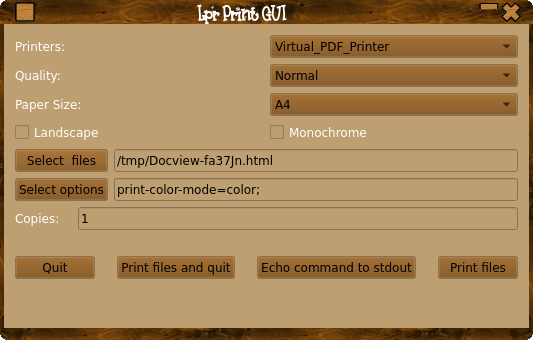 Lpr Print GUI
Printers: Virtual_PDF_Printer
Quality: Normal
Paper Size: A4
Landscape Monochrome
Select files /tmp/Docview-fa37Jn.html
Select options print-color-mode=color;
Copies: 1
Quit Print files and quit Echo command to stdout Print files